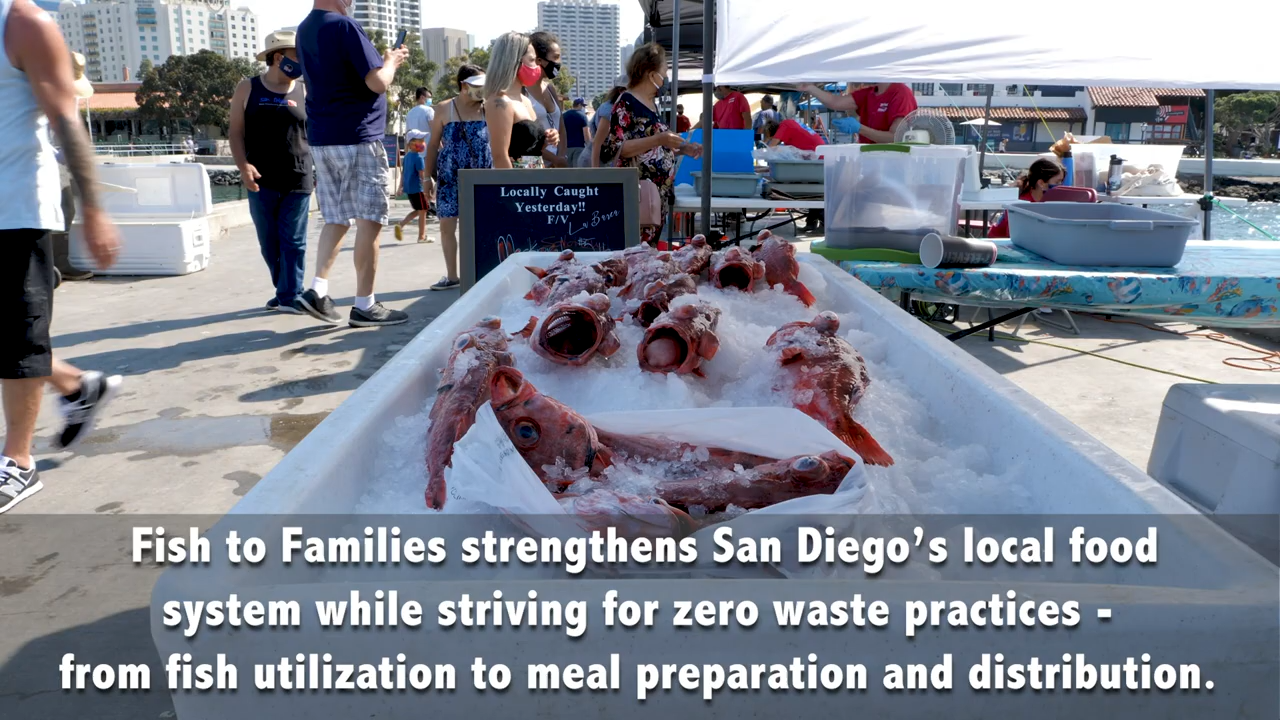 Locally Caught
Yesterday!!
F/V
Fish to Families strengthens San Diego’s local food
system while striving for zero waste practices -
from fish utilization to meal preparation and distribution.